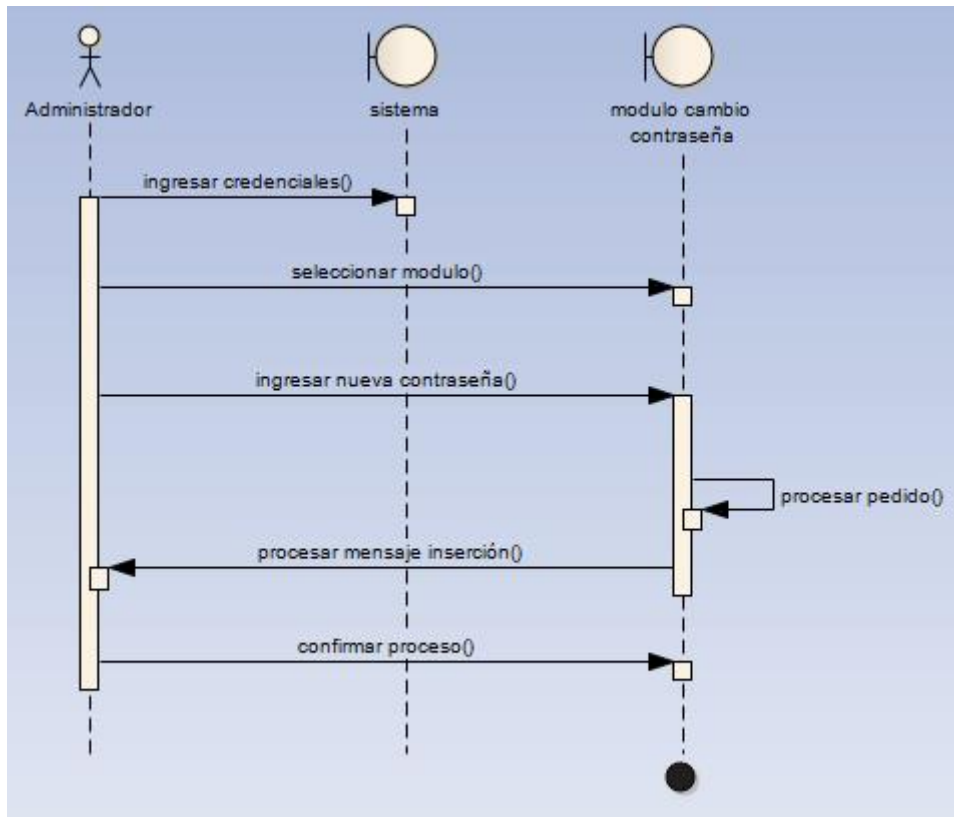 Administrador
sistema
modulo cambio
contraseña
ingresar credenciales()
seleccionar modulo()
ingresar nueva contraseña()
procesar pedido()
procesar mensaje inserción()
confirmar proceso()